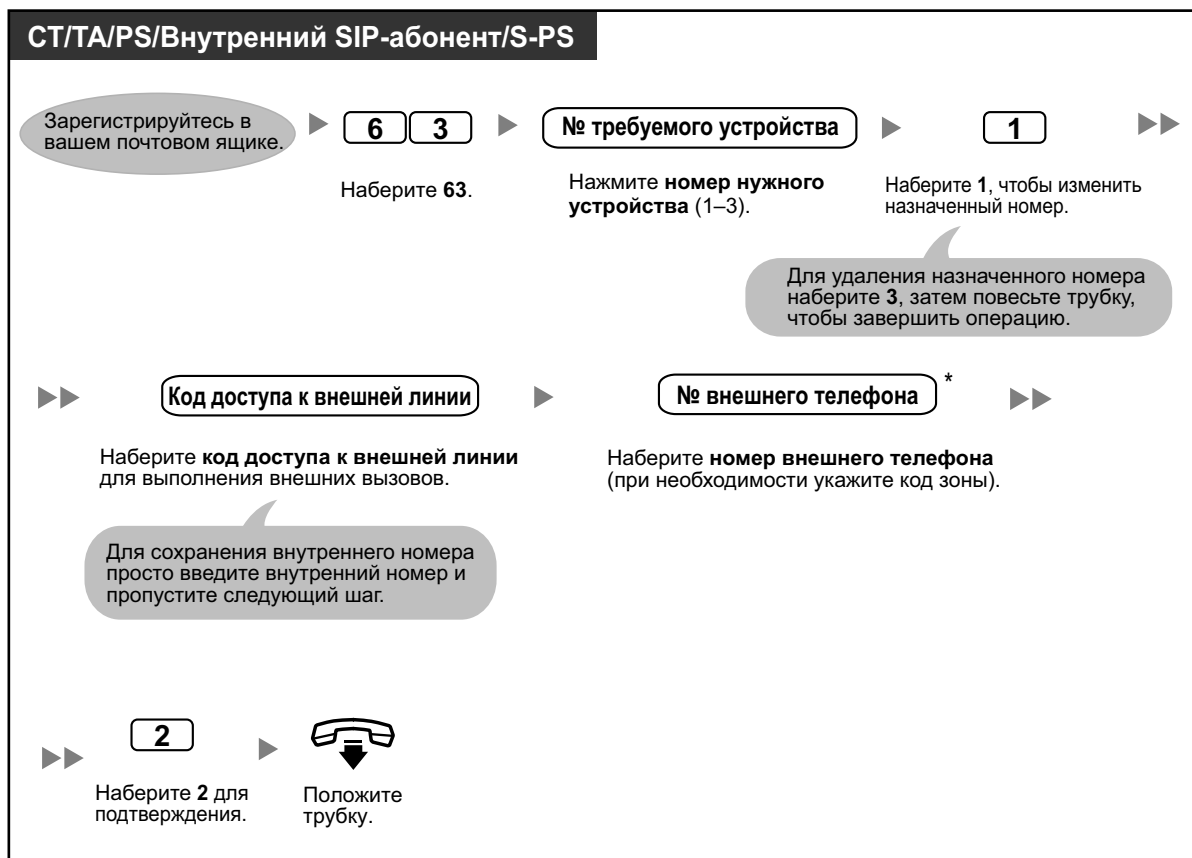 СТ/ТА/PS/Внутренний SIP-абонент/S-PS
Зарегистрируйтесь в
вашем почтовом ящике.
6 3
Наберите 63.
№ требуемого устройства
Нажмите номер нужного
устройства (1–3).
1
Наберите 1, чтобы изменить
назначенный номер.
Для удаления назначенного номера
наберите 3, затем повесьте трубку,
чтобы завершить операцию.
Код доступа к внешней линии
Наберите код доступа к внешней линии
для выполнения внешних вызовов.
Для сохранения внутреннего номера
просто введите внутренний номер и
пропустите следующий шаг.
№ внешнего телефона *
Наберите номер внешнего телефона
(при необходимости укажите код зоны).
2
Наберите 2 для
подтверждения.
Положите
трубку.